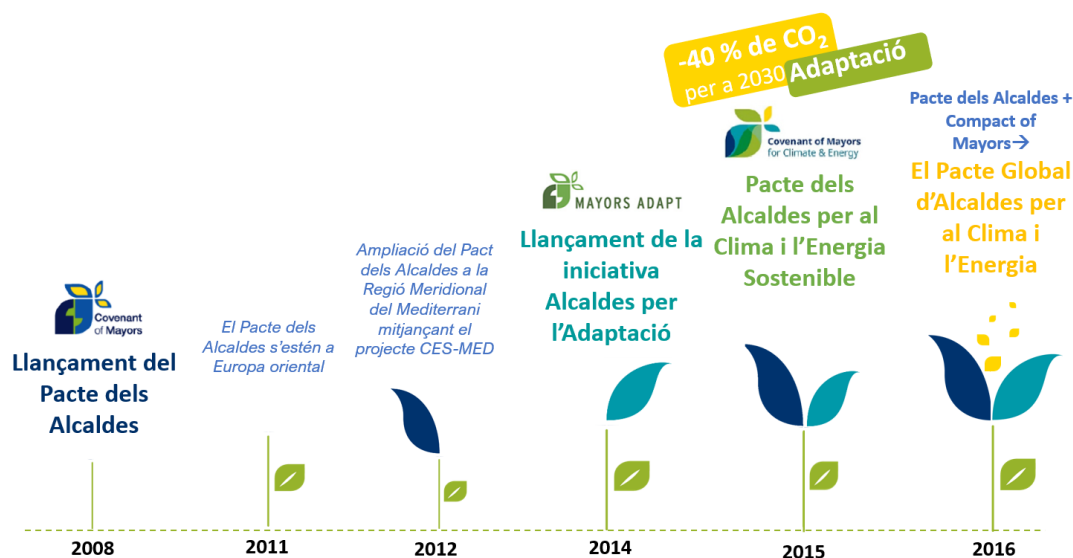 Covenant
of Mayors
Llançament del
Pacte dels
Alcaldes
2008
El Pacte dels
Alcaldes s'estén a
Europa oriental
2011
Ampliació del Pact
dels Alcaldes a la
Regió Meridional
del Mediterrani
mitjançant el
projecte CES-MED
2012
MAYORS ADAPT
Llançament de la
iniciativa
Alcaldes per
l'Adaptació
2014
-40 % de CO₂
per a 2030
Adaptació
Covenant of Mayors
for Climate & Energy
Pacte dels
Alcaldes per al
Clima i l'Energia
Sostenible
2015
Pacte dels Alcaldes +
Compact of
Mayors→
El Pacte Global
d'Alcaldes per
al Clima i
l'Energia
2016